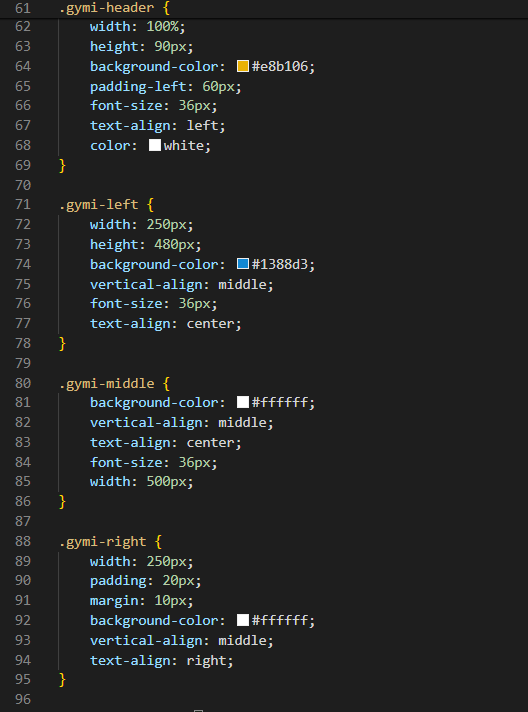 61 .gymi-header {
62 width: 100%;
63 height: 90px;
64 background-color: #e8b106;
65 padding-left: 60px;
66 font-size: 36px;
67 text-align: left;
68 color: white;
69 }
70
71 .gymi-left {
72 width: 250px;
73 height: 480px;
74 background-color: #1388d3;
75 vertical-align: middle;
76 font-size: 36px;
77 text-align: center;
78 }
79
80 .gymi-middle {
81 background-color: #ffffff;
82 vertical-align: middle;
83 text-align: center;
84 font-size: 36px;
85 width: 500px;
86 }
87
88 .gymi-right {
89 width: 250px;
90 padding: 20px;
91 margin: 10px;
92 background-color: #ffffff;
93 vertical-align: middle;
94 text-align: right;
95 }
96